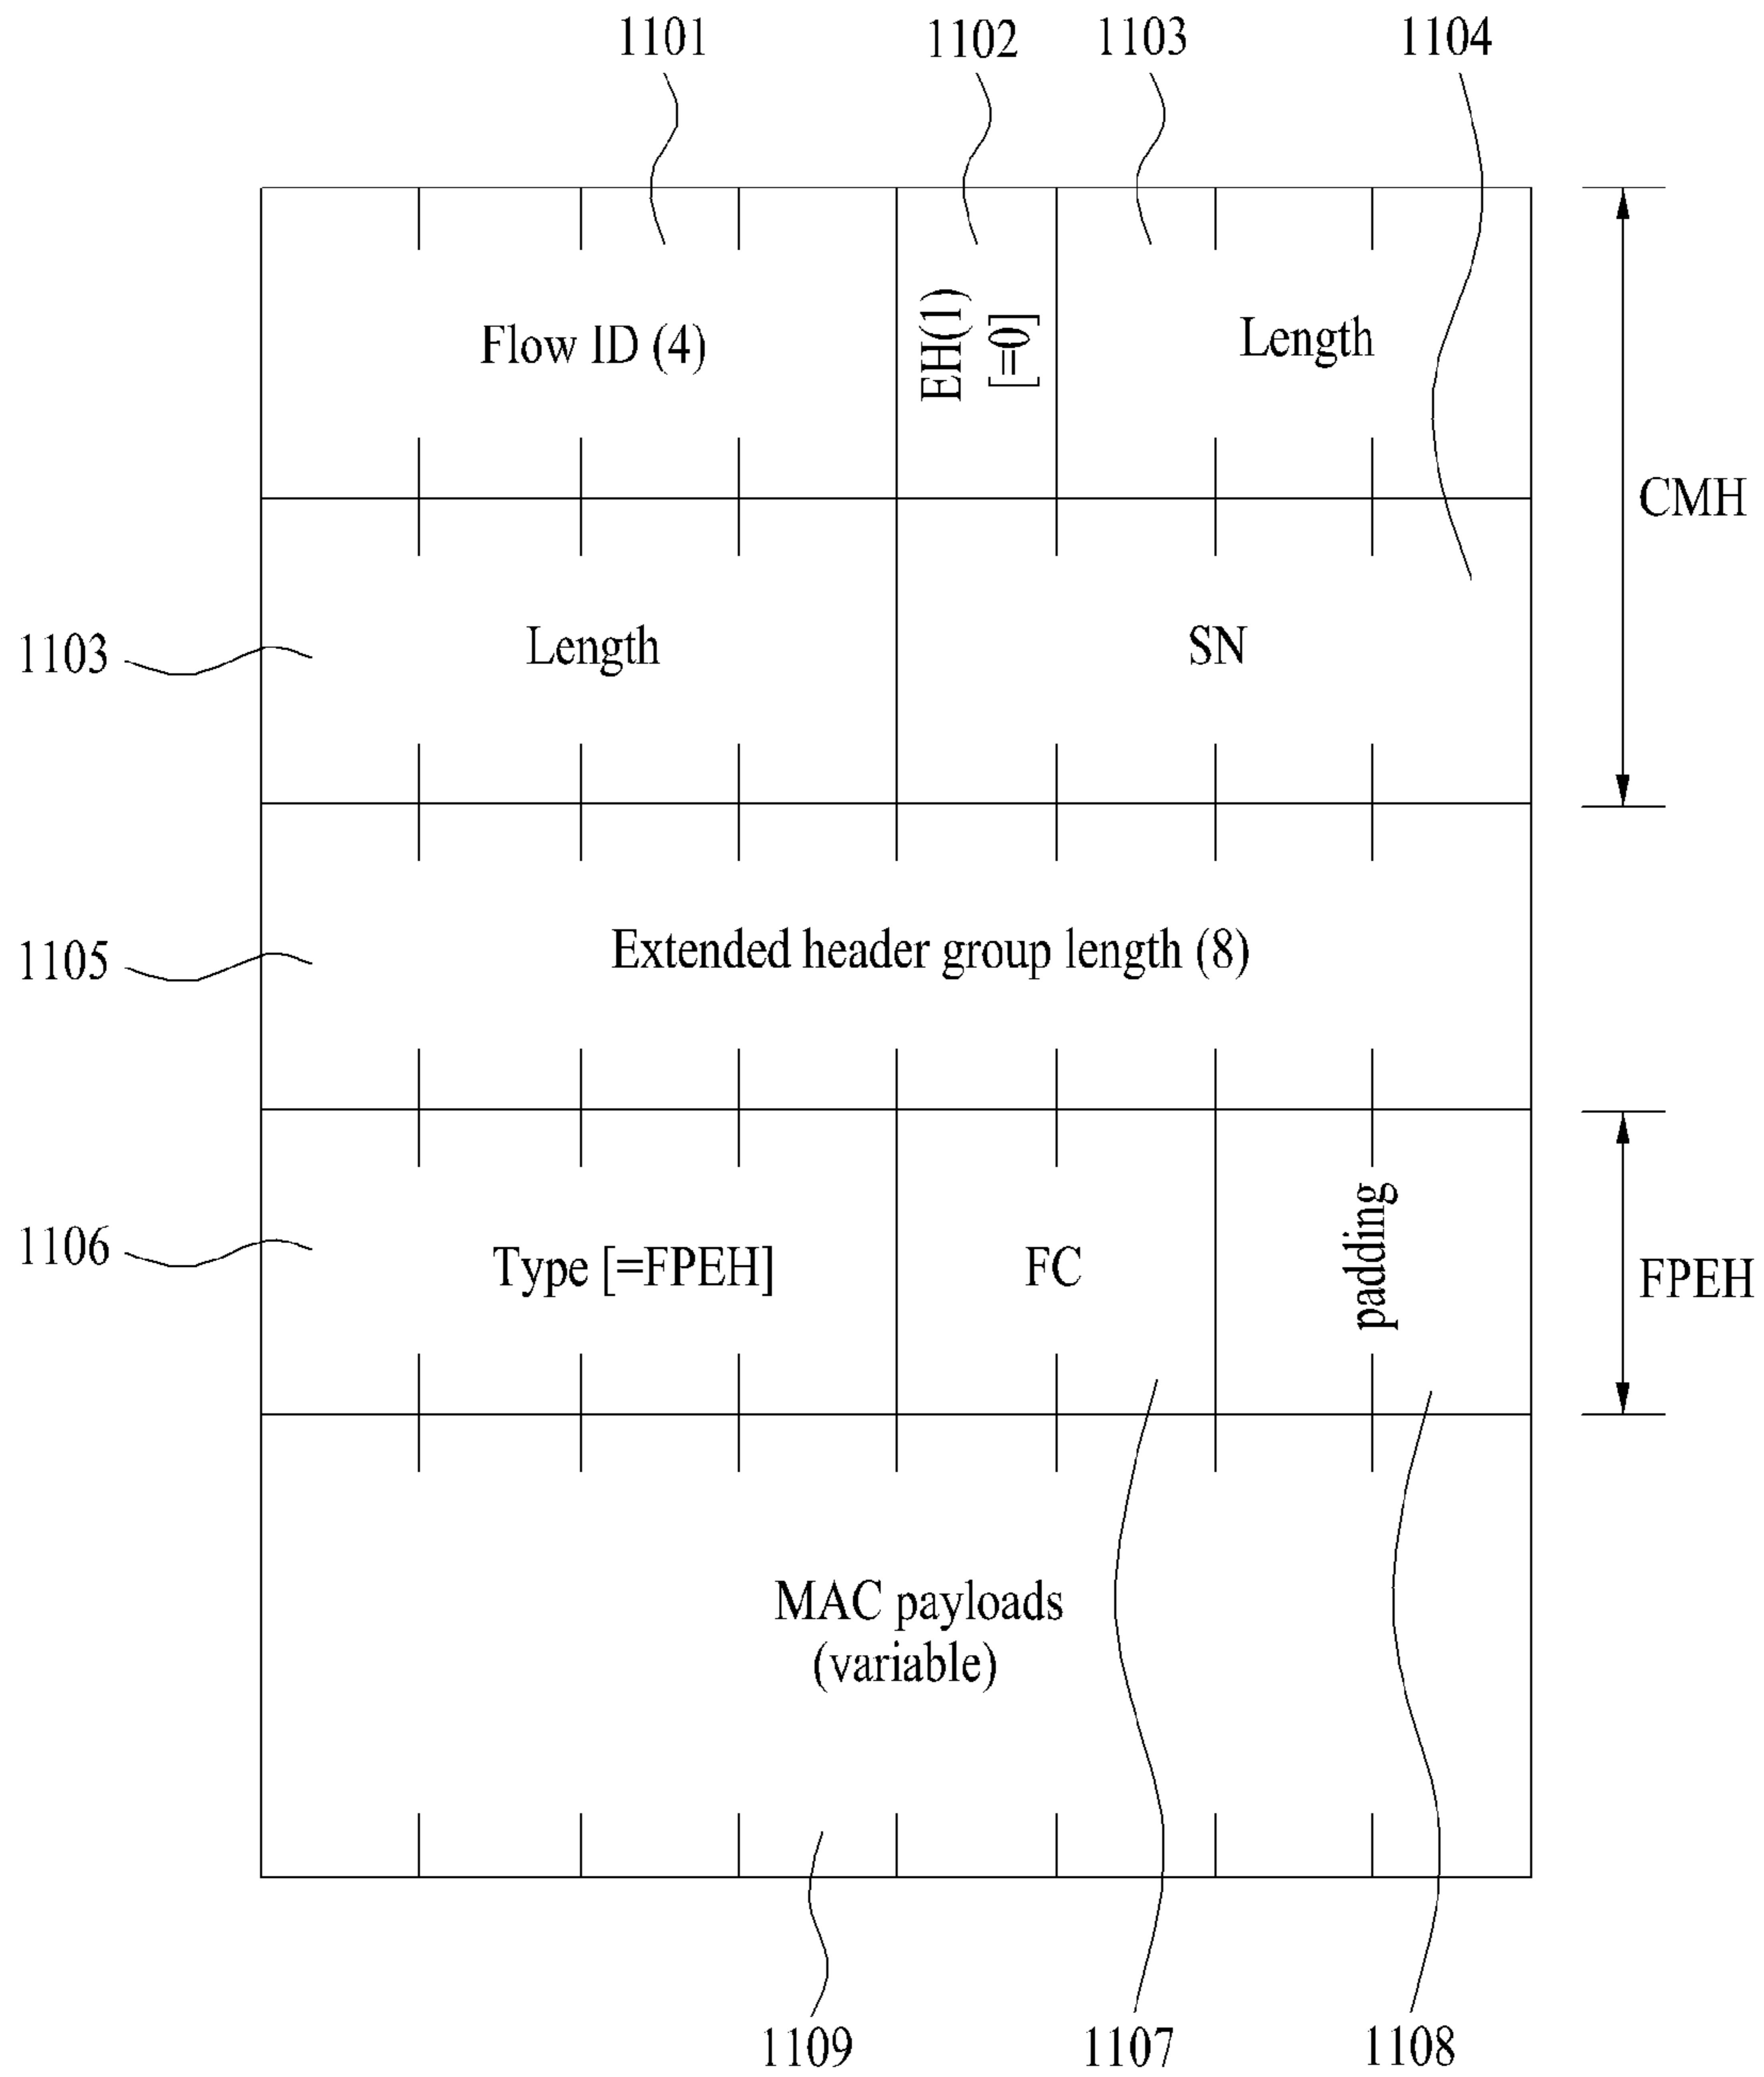 1101
1102
1103
1104
Flow ID (4)
EH(1)
[=0]
Length
CMH
1103
Length
SN
1105
Extended header group length (8)
1106
Type [=FPEH]
FC
padding
FPEH
MAC payloads
(variable)
1109
1107
1108